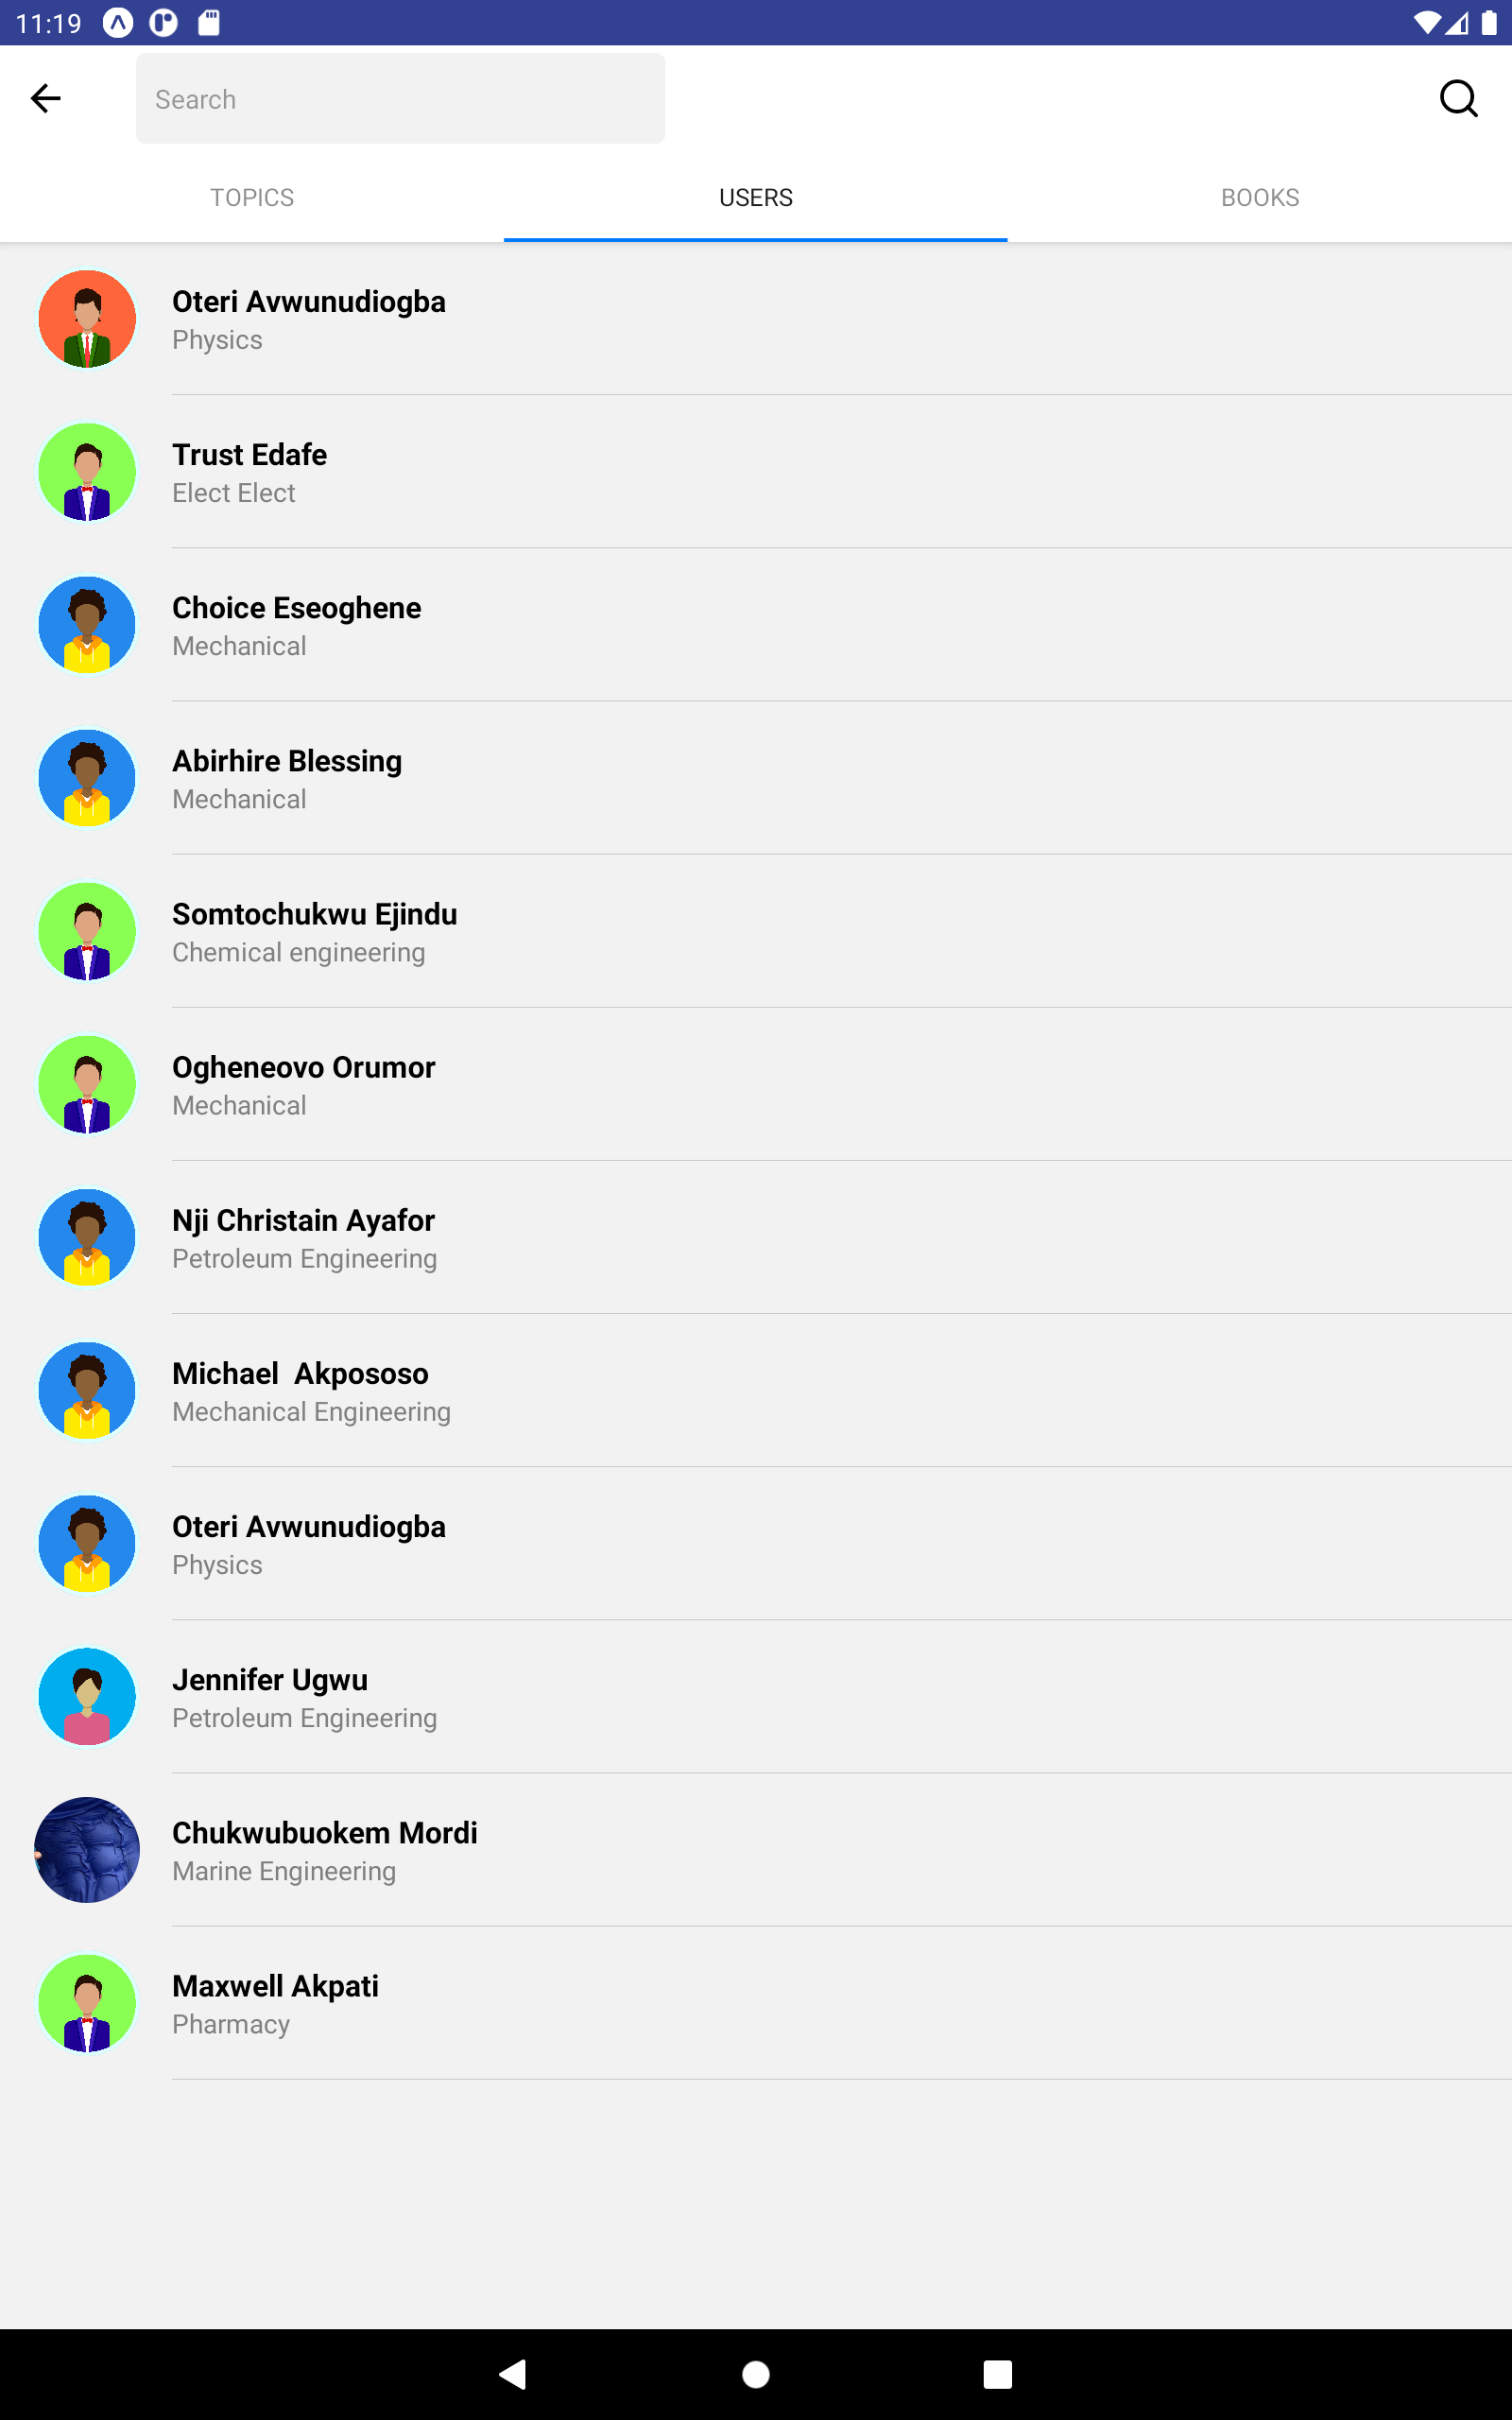 11:19
Search
TOPICS
USERS
BOOKS
Oteri Avwunudiogba
Physics
Trust Edafe
Elect Elect
Choice Eseoghene
Mechanical
Abirhire Blessing
Mechanical
Somtochukwu Ejindu
Chemical engineering
Ogheneovo Orumor
Mechanical
Nji Christain Ayafor
Petroleum Engineering
Michael  Akpososo
Mechanical Engineering
Oteri Avwunudiogba
Physics
Jennifer Ugwu
Petroleum Engineering
Chukwubuokem Mordi
Marine Engineering
Maxwell Akpati
Pharmacy